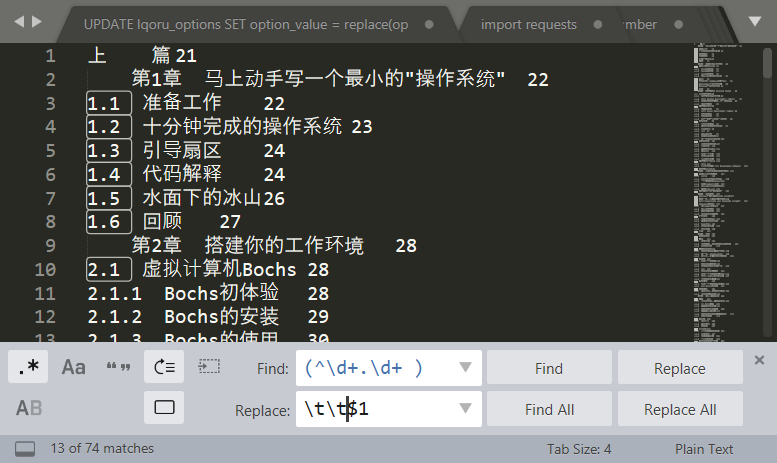 UPDATE lqoru_options SET option_value = replace(op
import requests
mber
1 上 篇 21
2 第1章 马上动手写一个最小的"操作系统" 22
3 1.1 准备工作 22
4 1.2 十分钟完成的操作系统 23
5 1.3 引导扇区 24
6 1.4 代码解释 24
7 1.5 水面下的冰山26
8 1.6 回顾 27
9 第2章 搭建你的工作环境 28
10 2.1 虚拟计算机Bochs 28
11 2.1.1 Bochs初体验 28
12 2.1.2 Bochs的安装 29
13 2.1.3 Bochs的使用 30
.* Aa “” Find: (^\d+.\d+ ) Find Replace
AB Replace: \t\t$1 Find All Replace All
13 of 74 matches Tab Size: 4 Plain Text